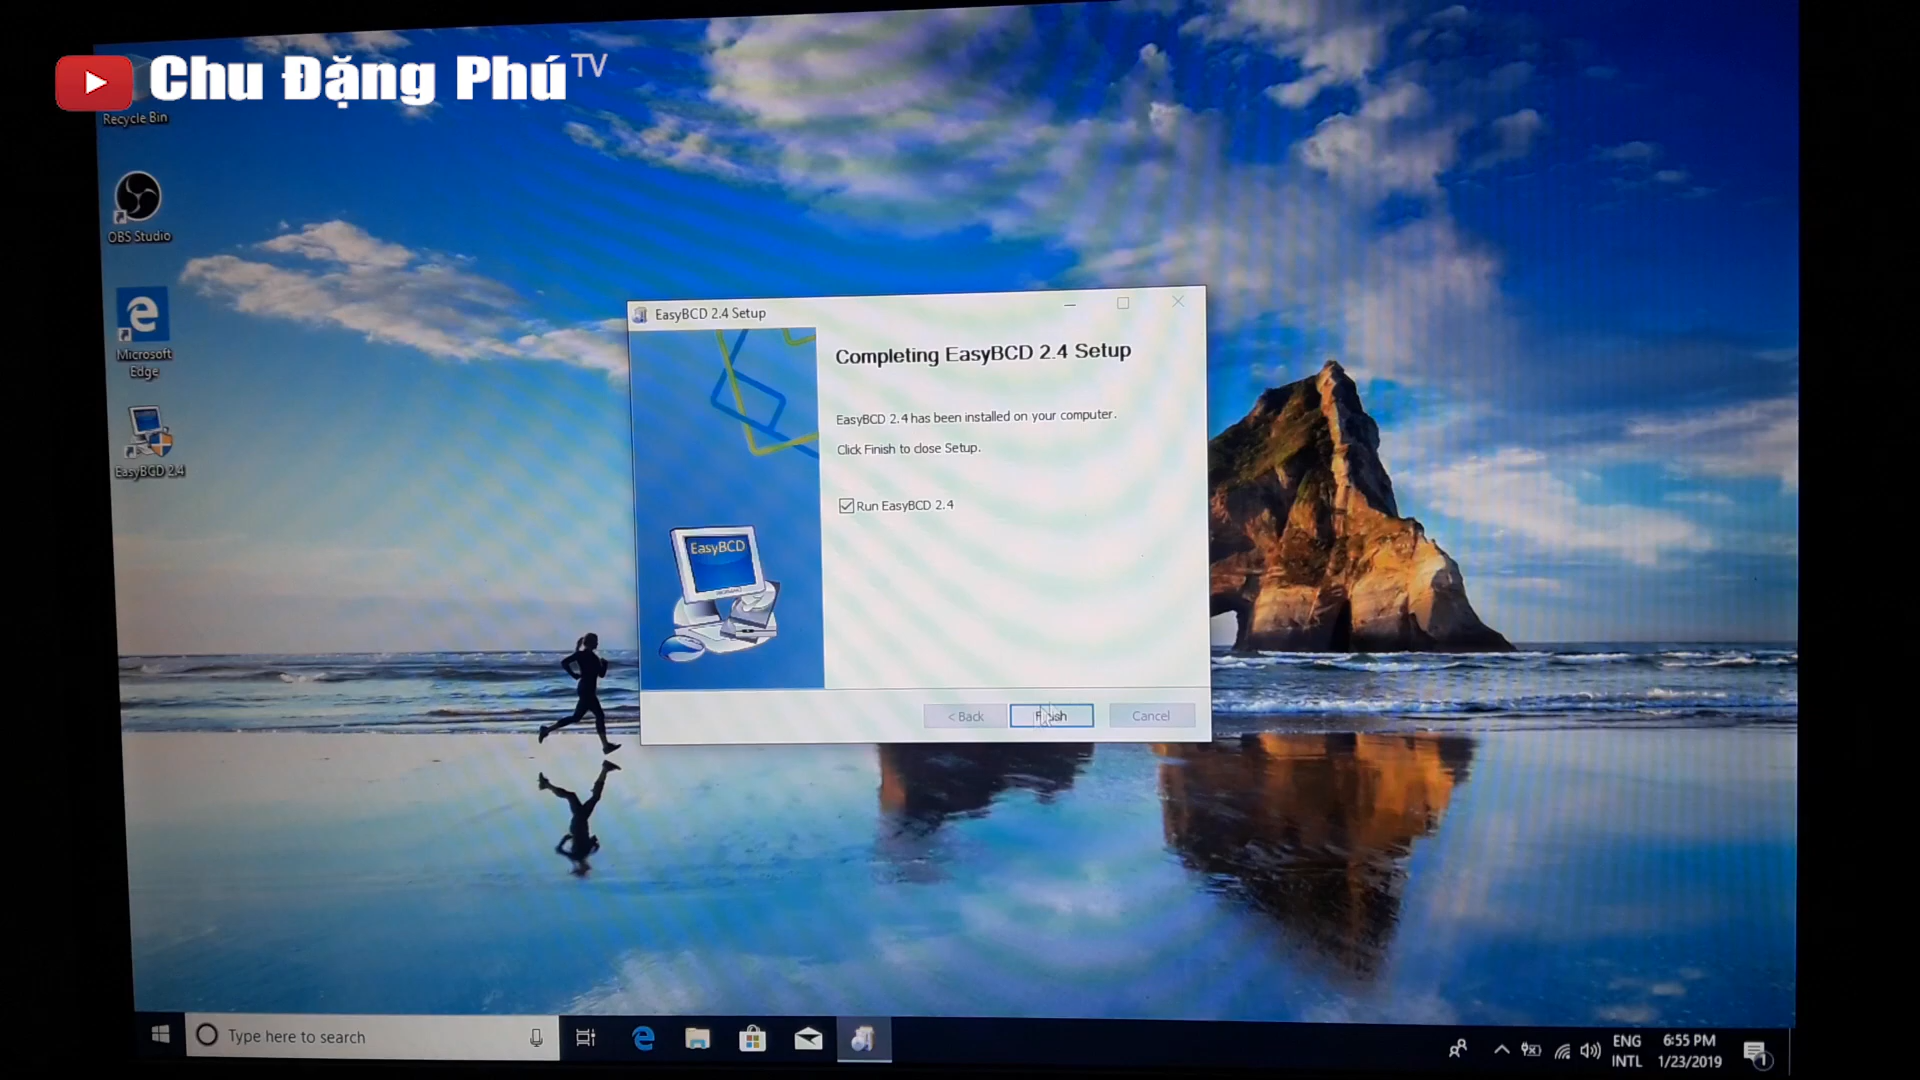 Chu Đặng Phú TV
Recycle Bin
OBS Studio
Microsoft
Edge
EasyBCD 2.4
EasyBCD 2.4 Setup
Completing EasyBCD 2.4 Setup
EasyBCD 2.4 has been installed on your computer.
Click Finish to close Setup.
Run EasyBCD 2.4
EasyBCD
< Back
Finish
Cancel
Type here to search
ENG
INTL
6:55 PM
1/23/2019
1